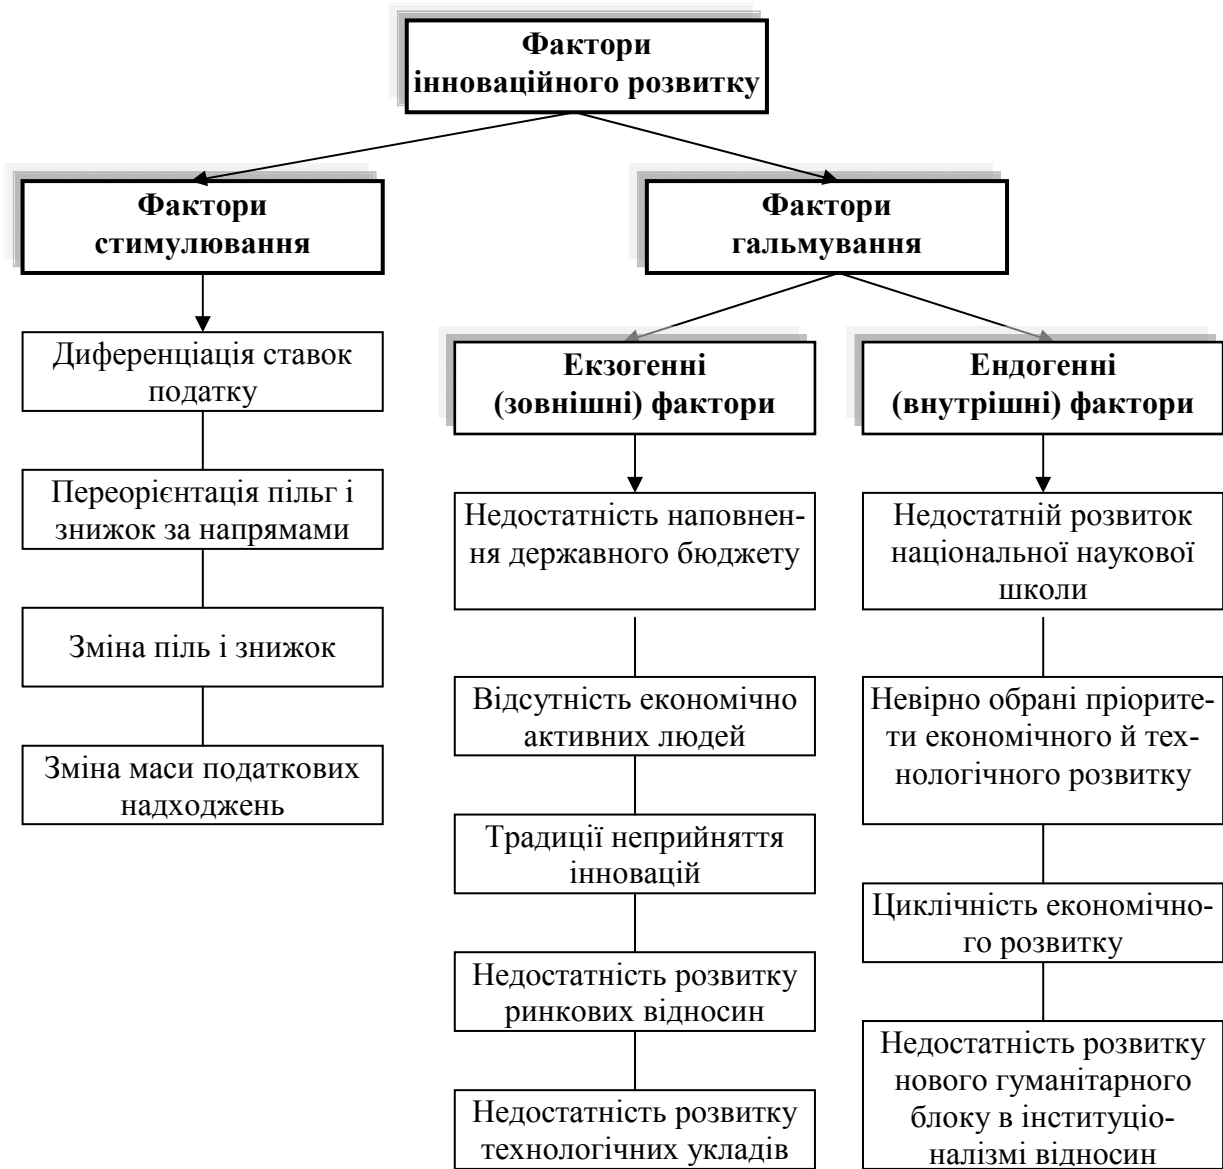 Фактори
інноваційного розвитку
Фактори
стимулювання
Фактори
гальмування
Диференціація ставок
податку
Переорієнтація пільг і
знижок за напрямами
Зміна піль і знижок
Зміна маси податкових
надходжень
Екзогенні
(зовнішні) фактори
Недостатність наповнен-
ня державного бюджету
Відсутність економічно
активних людей
Традиції неприйняття
інновацій
Недостатність розвитку
ринкових відносин
Недостатність розвитку
технологічних укладів
Ендогенні
(внутрішні) фактори
Недостатній розвиток
національної наукової
школи
Невірно обрані пріорите-
ти економічного й тех-
нологічного розвитку
Циклічність економічно-
го розвитку
Недостатність розвитку
нового гуманітарного
блоку в інституціо-
налізмі відносин